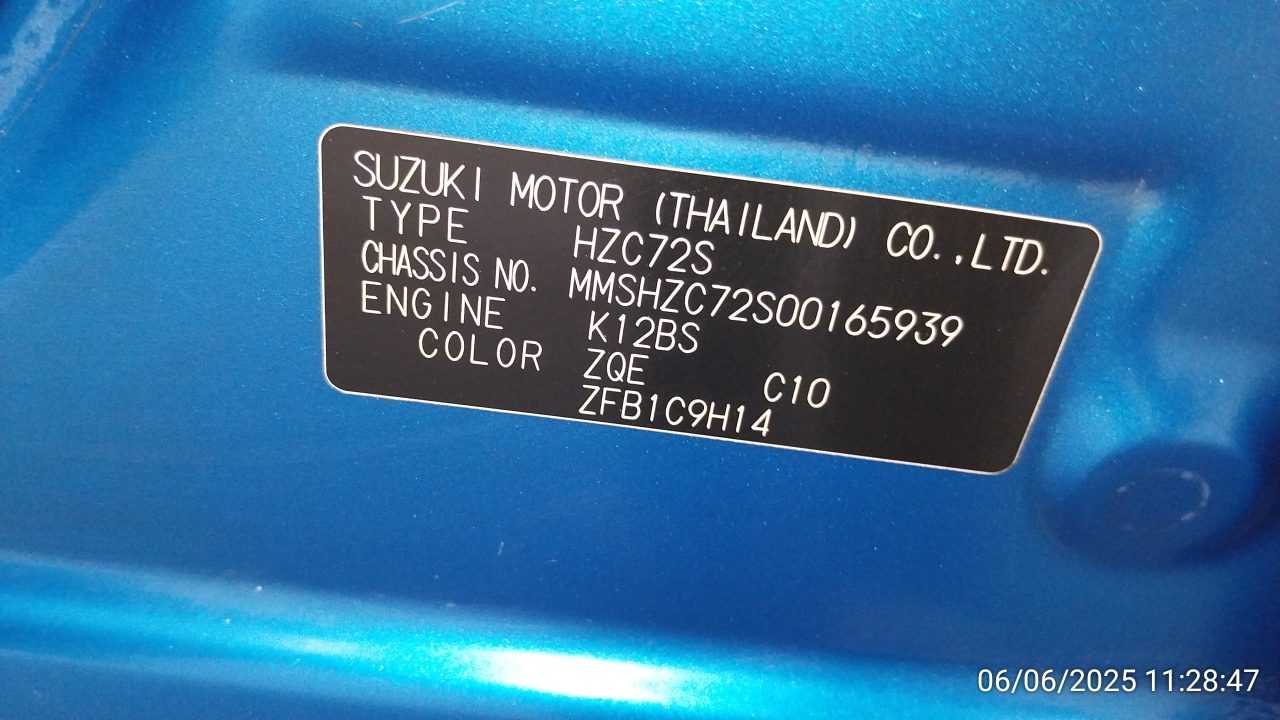 SUZUKI MOTOR (THAILAND) CO.,LTD.
TYPE HZC72S
CHASSIS NO. MMSHZC72S00165939
ENGINE K12BS
COLOR ZQE C10
ZFB1C9H14
06/06/2025 11:28:47